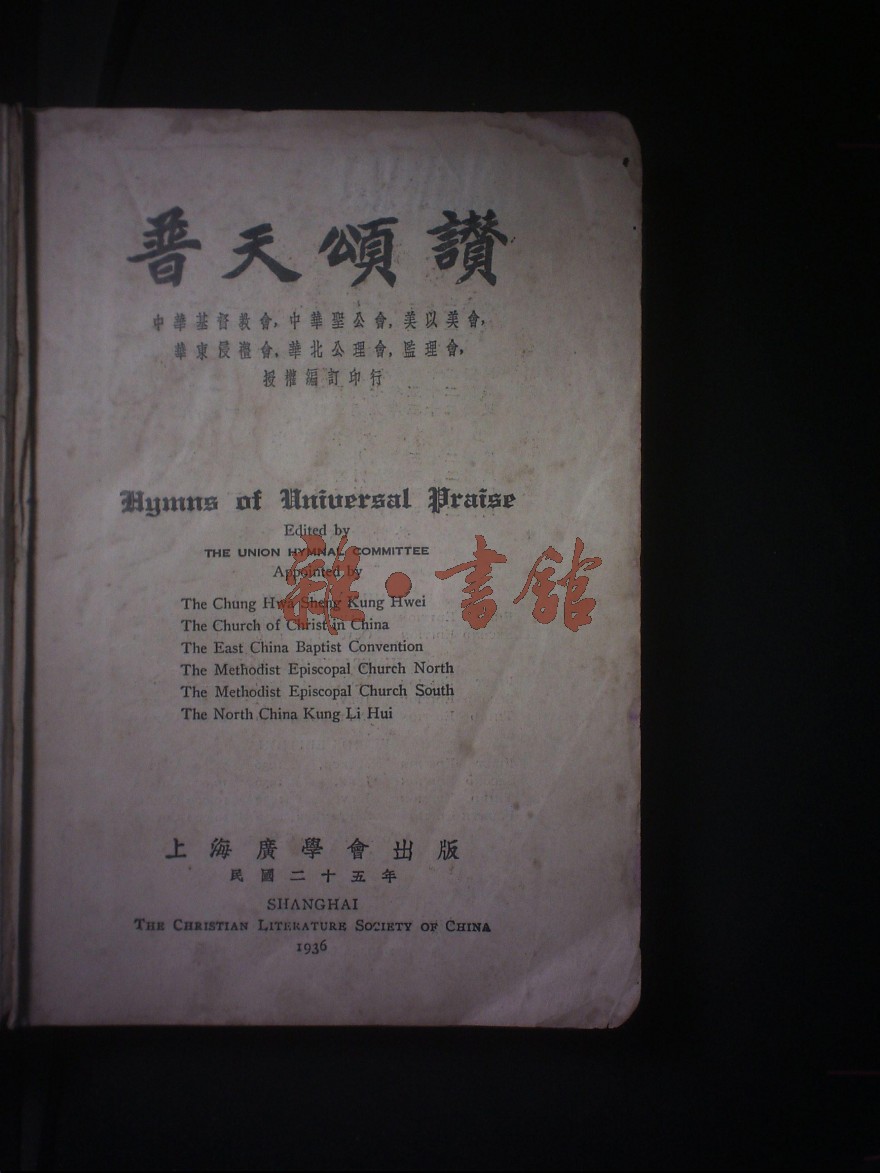 普天頌讚
中華基督教會，中華聖公會，美以美會，
華東浸禮會，華北公理會，監理會，
授權編訂印行
Hymns of Universal Praise
Edited by
THE UNION HYMNAL COMMITTEE
Appointed by
The Chung Hwa Sheng Kung Hwei
The Church of Christ in China
The East China Baptist Convention
The Methodist Episcopal Church North
The Methodist Episcopal Church South
The North China Kung Li Hui
雜·書館
上海廣學會出版
民國二十五年
SHANGHAI
THE CHRISTIAN LITERATURE SOCIETY OF CHINA
1936